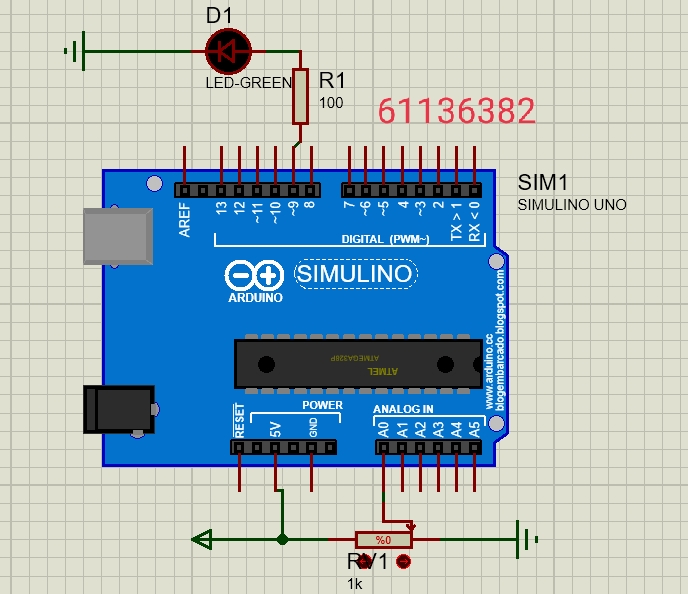 D1
LED-GREEN
R1
100
61136382
SIM1
SIMULINO UNO
AREF
13
12
~11
~10
~9
8
7
~6
~5
4
~3
2
TX > 1
RX < 0
DIGITAL (PWM~)
SIMULINO
ARDUINO
www.arduino.cc
blogembarcado.blogspot.com
ATMEGA328P
ATMEL
RESET
5V
GND
POWER
ANALOG IN
A0
A1
A2
A3
A4
A5
%0
RV1
1k